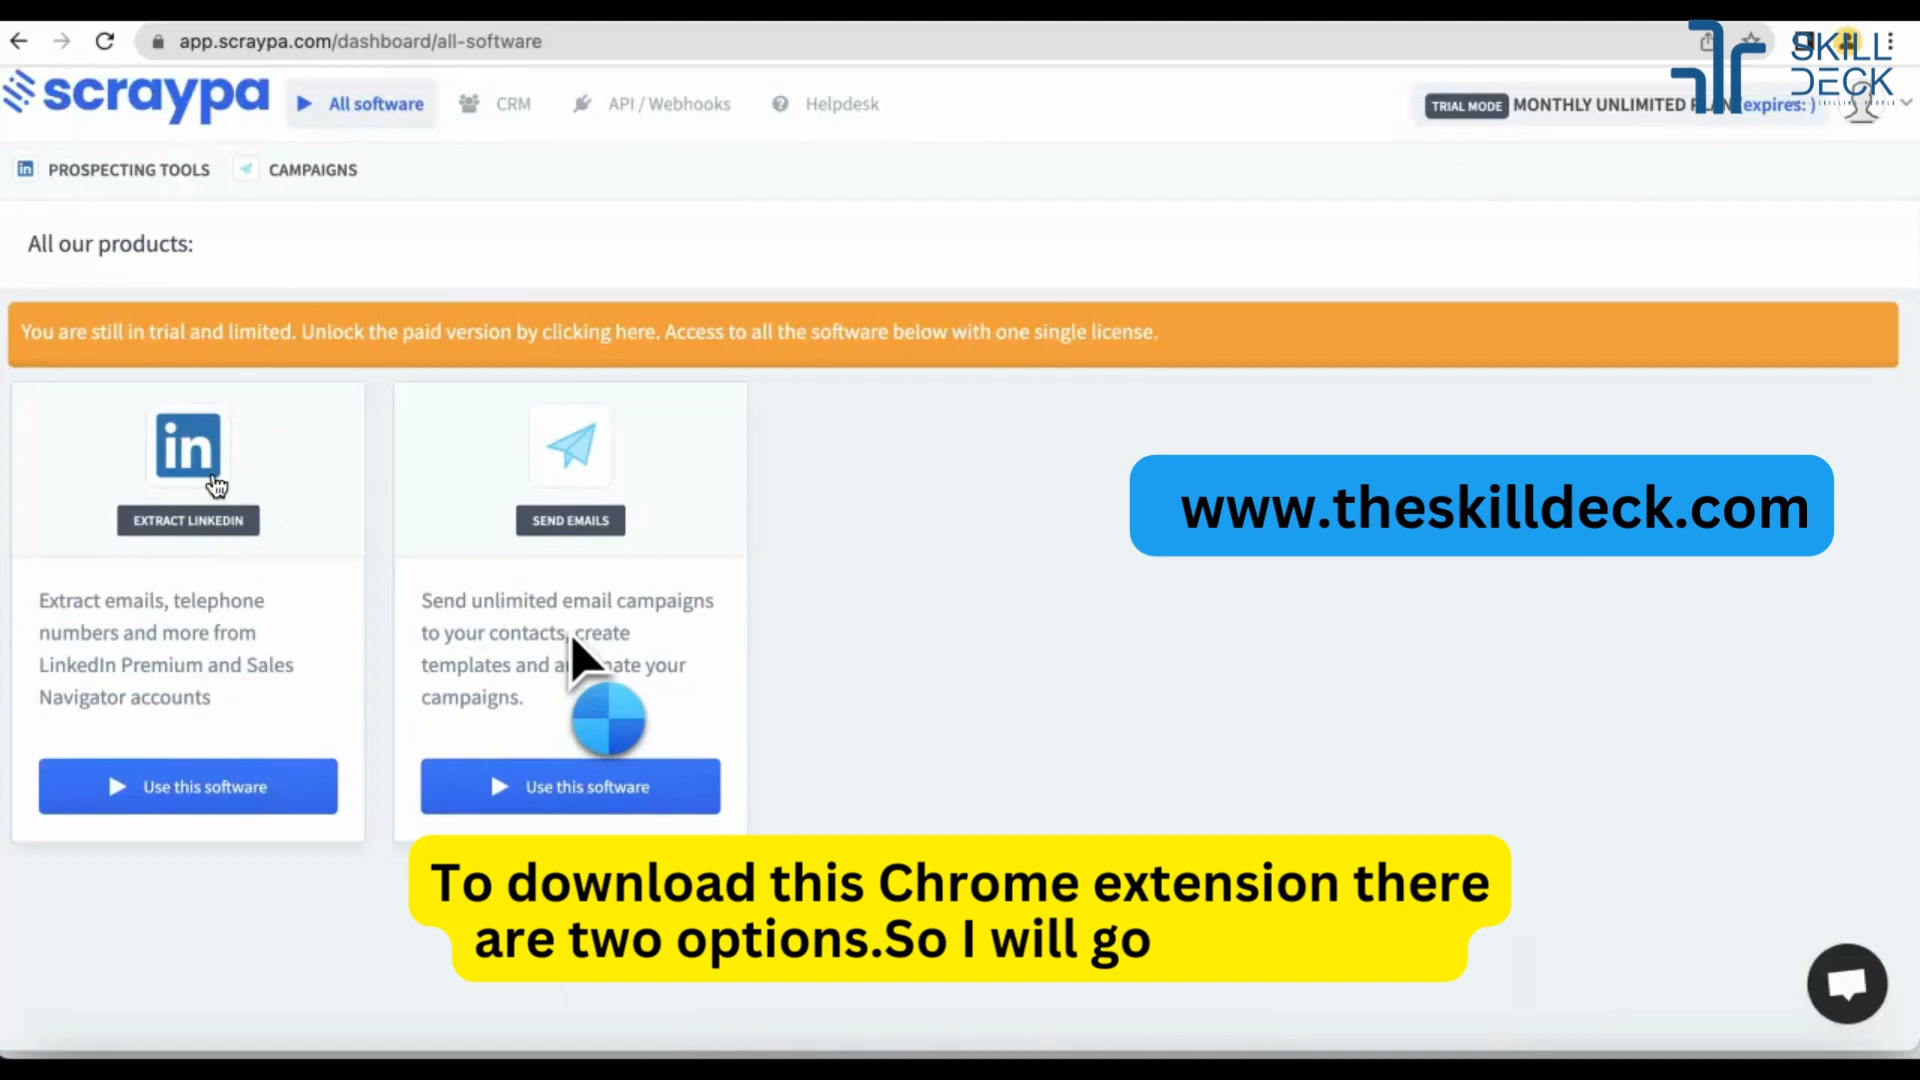 app.scraypa.com/dashboard/all-software
SKILL
DECK
scraypa
All software
CRM
API / Webhooks
Helpdesk
TRIAL MODE
MONTHLY UNLIMITED
(expires: )
in PROSPECTING TOOLS
CAMPAIGNS
All our products:
You are still in trial and limited. Unlock the paid version by clicking here. Access to all the software below with one single license.
in
EXTRACT LINKEDIN
Extract emails, telephone
numbers and more from
LinkedIn Premium and Sales
Navigator accounts
Use this software
SEND EMAILS
Send unlimited email campaigns
to your contacts, create
templates and your
campaigns.
Use this software
www.theskilldeck.com
To download this Chrome extension there
are two options.So I will go